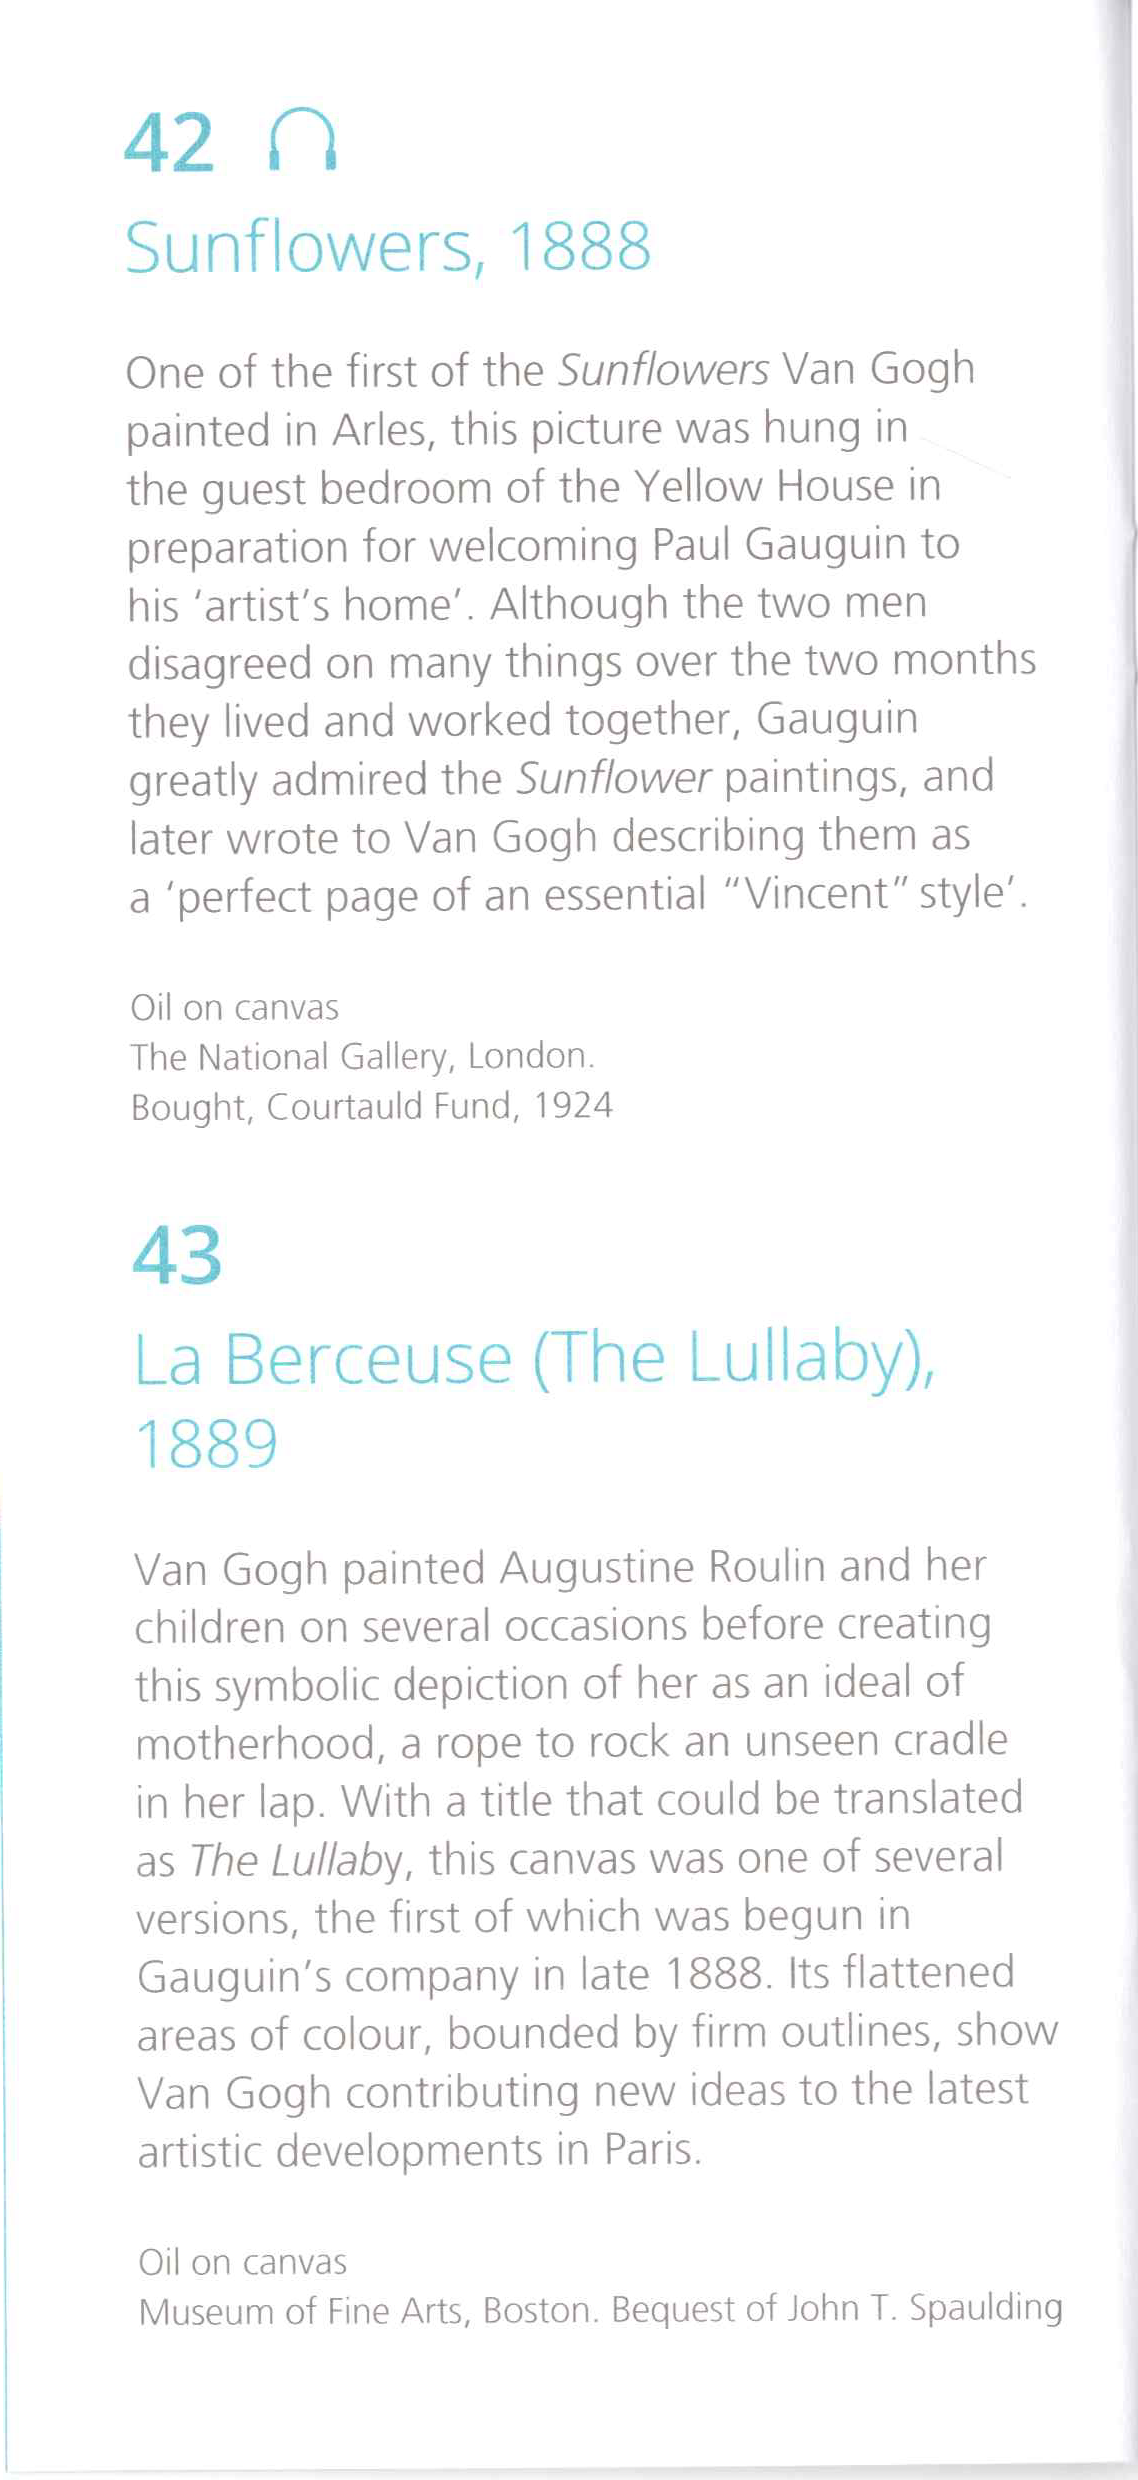 42
Sunflowers, 1888
One of the first of the Sunflowers Van Gogh
painted in Arles, this picture was hung in
the guest bedroom of the Yellow House in
preparation for welcoming Paul Gauguin to
his ‘artist’s home’. Although the two men
disagreed on many things over the two months
they lived and worked together, Gauguin
greatly admired the Sunflower paintings, and
later wrote to Van Gogh describing them as
a ‘perfect page of an essential “Vincent” style’.
Oil on canvas
The National Gallery, London.
Bought, Courtauld Fund, 1924
43
La Berceuse (The Lullaby),
1889
Van Gogh painted Augustine Roulin and her
children on several occasions before creating
this symbolic depiction of her as an ideal of
motherhood, a rope to rock an unseen cradle
in her lap. With a title that could be translated
as The Lullaby, this canvas was one of several
versions, the first of which was begun in
Gauguin’s company in late 1888. Its flattened
areas of colour, bounded by firm outlines, show
Van Gogh contributing new ideas to the latest
artistic developments in Paris.
Oil on canvas
Museum of Fine Arts, Boston. Bequest of John T. Spaulding